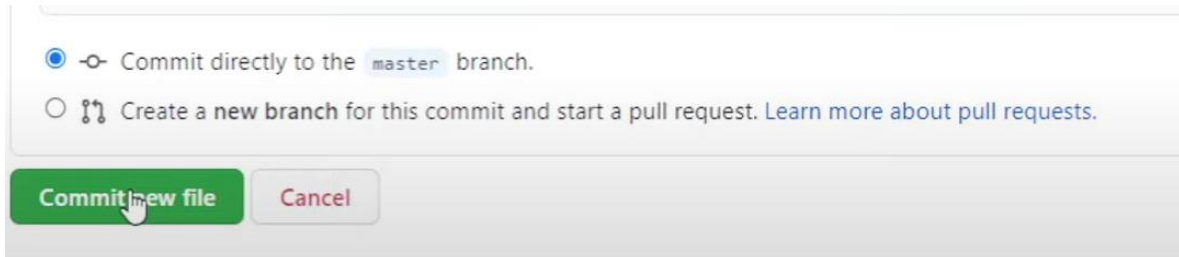 Commit directly to the master branch.
Create a new branch for this commit and start a pull request. Learn more about pull requests.
Commit new file Cancel